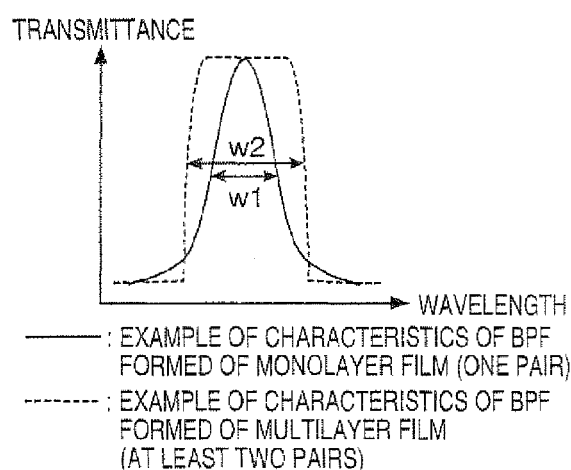 TRANSMITTANCE
w2
w1
WAVELENGTH
: EXAMPLE OF CHARACTERISTICS OF BPF
FORMED OF MONOLAYER FILM (ONE PAIR)
: EXAMPLE OF CHARACTERISTICS OF BPF
FORMED OF MULTILAYER FILM
(AT LEAST TWO PAIRS)